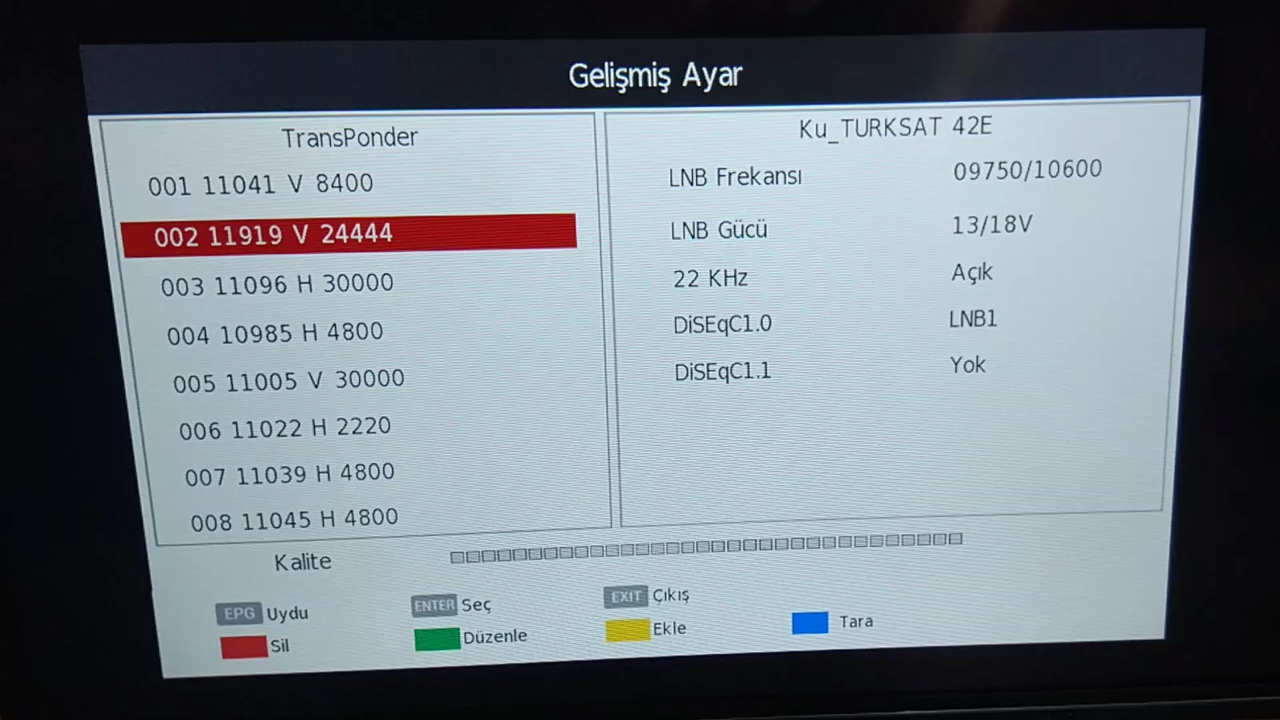 Gelişmiş Ayar
TransPonder
001 11041 V 8400
002 11919 V 24444
003 11096 H 30000
004 10985 H 4800
005 11005 V 30000
006 11022 H 2220
007 11039 H 4800
008 11045 H 4800
Ku_TURKSAT 42E
LNB Frekansı 09750/10600
LNB Gücü 13/18V
22 KHz Açık
DiSEqC1.0 LNB1
DiSEqC1.1 Yok
Kalite
EPG Uydu ENTER Seç EXIT Çıkış
Sil Düzenle Ekle Tara